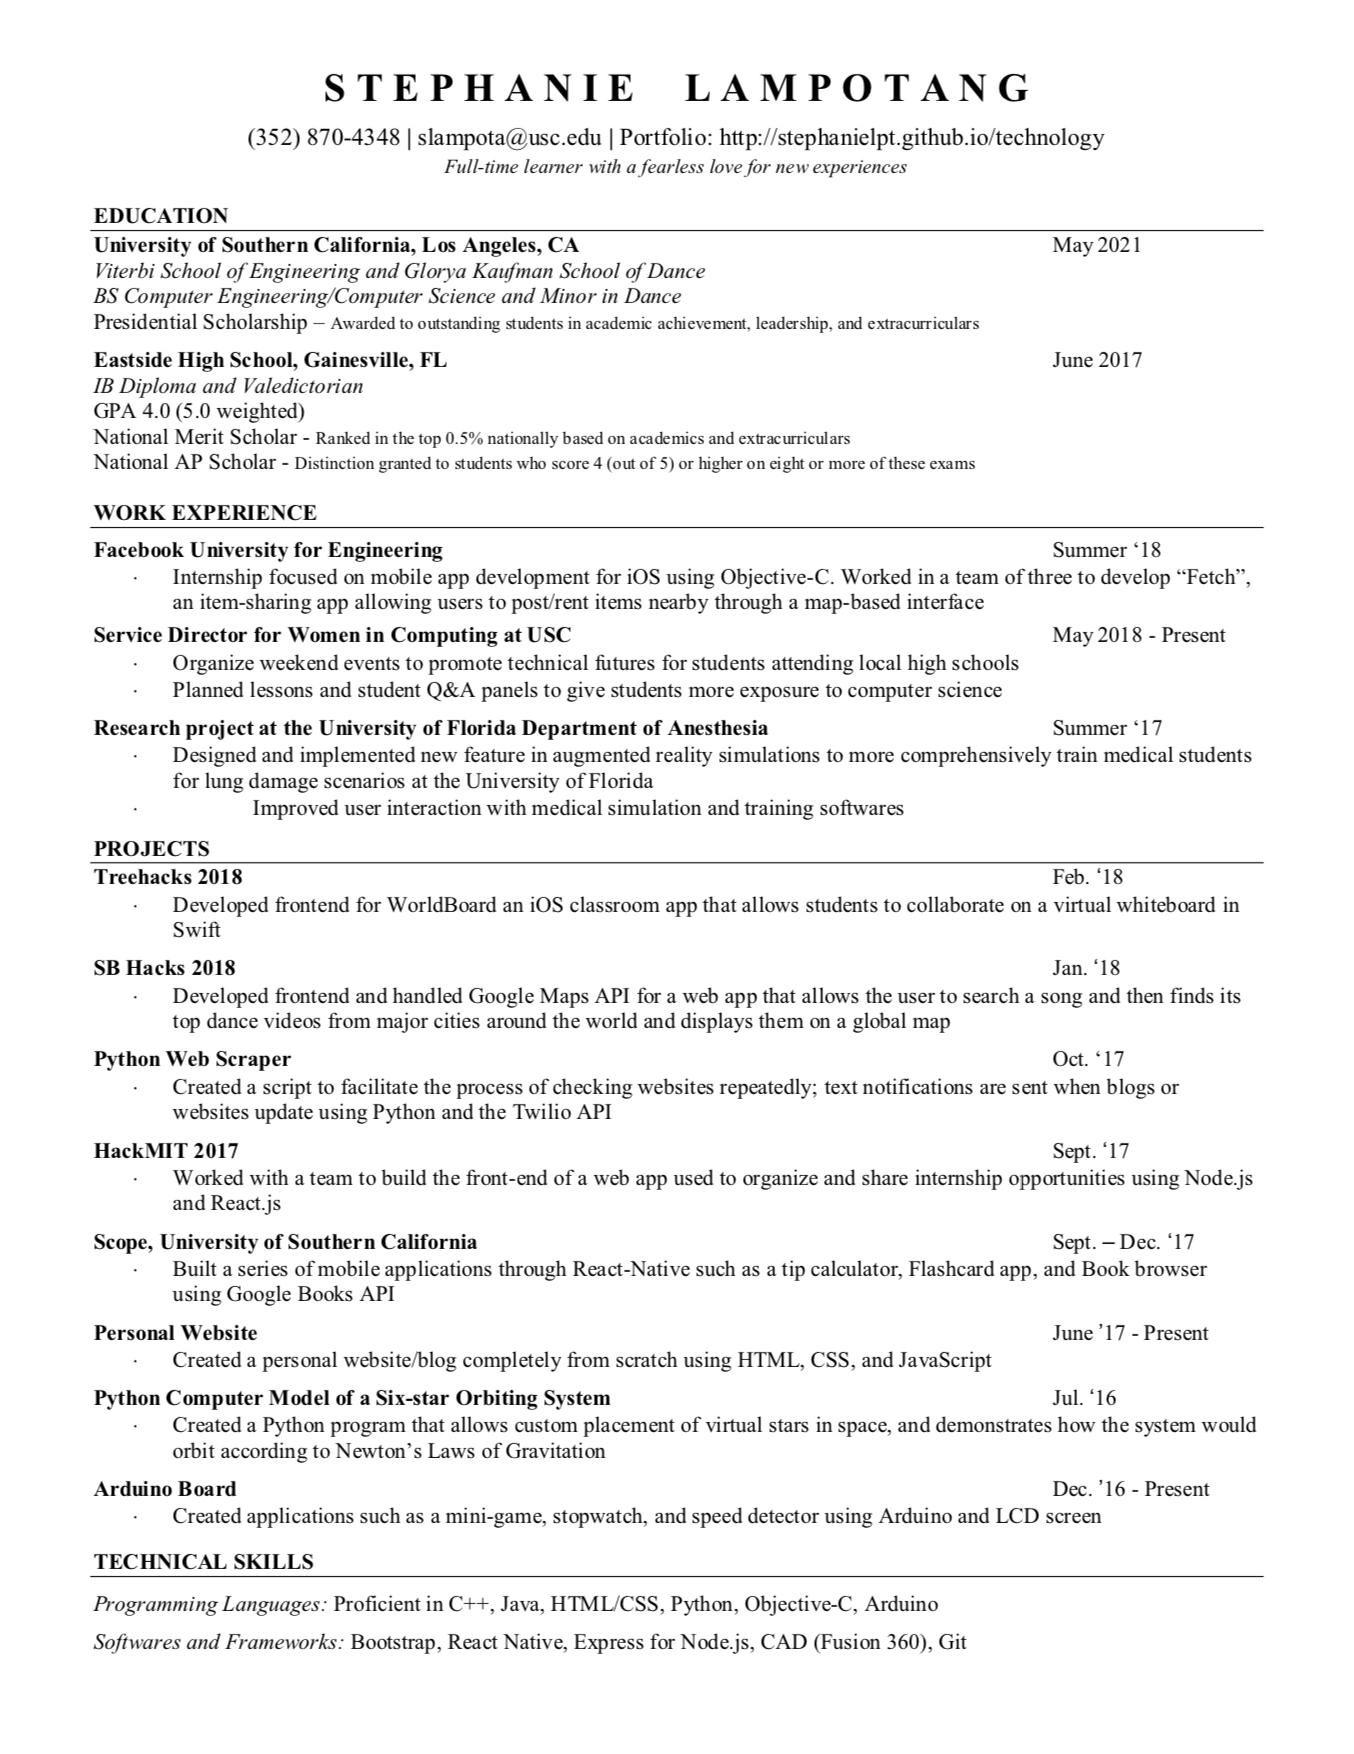 STEPHANIE LAMPOTANG
(352) 870-4348 | slampota@usc.edu | Portfolio: http://stephanielpt.github.io/technology
Full-time learner with a fearless love for new experiences
EDUCATION
University of Southern California, Los Angeles, CA May 2021
Viterbi School of Engineering and Glorya Kaufman School of Dance
BS Computer Engineering/Computer Science and Minor in Dance
Presidential Scholarship – Awarded to outstanding students in academic achievement, leadership, and extracurriculars
Eastside High School, Gainesville, FL June 2017
IB Diploma and Valedictorian
GPA 4.0 (5.0 weighted)
National Merit Scholar - Ranked in the top 0.5% nationally based on academics and extracurriculars
National AP Scholar - Distinction granted to students who score 4 (out of 5) or higher on eight or more of these exams
WORK EXPERIENCE
Facebook University for Engineering Summer ‘18
· Internship focused on mobile app development for iOS using Objective-C. Worked in a team of three to develop “Fetch”,
an item-sharing app allowing users to post/rent items nearby through a map-based interface
Service Director for Women in Computing at USC May 2018 - Present
· Organize weekend events to promote technical futures for students attending local high schools
· Planned lessons and student Q&A panels to give students more exposure to computer science
Research project at the University of Florida Department of Anesthesia Summer ‘17
· Designed and implemented new feature in augmented reality simulations to more comprehensively train medical students
for lung damage scenarios at the University of Florida
· Improved user interaction with medical simulation and training softwares
PROJECTS
Treehacks 2018 Feb. ‘18
· Developed frontend for WorldBoard an iOS classroom app that allows students to collaborate on a virtual whiteboard in
Swift
SB Hacks 2018 Jan. ‘18
· Developed frontend and handled Google Maps API for a web app that allows the user to search a song and then finds its
top dance videos from major cities around the world and displays them on a global map
Python Web Scraper Oct. ‘17
· Created a script to facilitate the process of checking websites repeatedly; text notifications are sent when blogs or
websites update using Python and the Twilio API
HackMIT 2017 Sept. ‘17
· Worked with a team to build the front-end of a web app used to organize and share internship opportunities using Node.js
and React.js
Scope, University of Southern California Sept. – Dec. ‘17
· Built a series of mobile applications through React-Native such as a tip calculator, Flashcard app, and Book browser
using Google Books API
Personal Website June ’17 - Present
· Created a personal website/blog completely from scratch using HTML, CSS, and JavaScript
Python Computer Model of a Six-star Orbiting System Jul. ‘16
· Created a Python program that allows custom placement of virtual stars in space, and demonstrates how the system would
orbit according to Newton’s Laws of Gravitation
Arduino Board Dec. ’16 - Present
· Created applications such as a mini-game, stopwatch, and speed detector using Arduino and LCD screen
TECHNICAL SKILLS
Programming Languages: Proficient in C++, Java, HTML/CSS, Python, Objective-C, Arduino
Softwares and Frameworks: Bootstrap, React Native, Express for Node.js, CAD (Fusion 360), Git